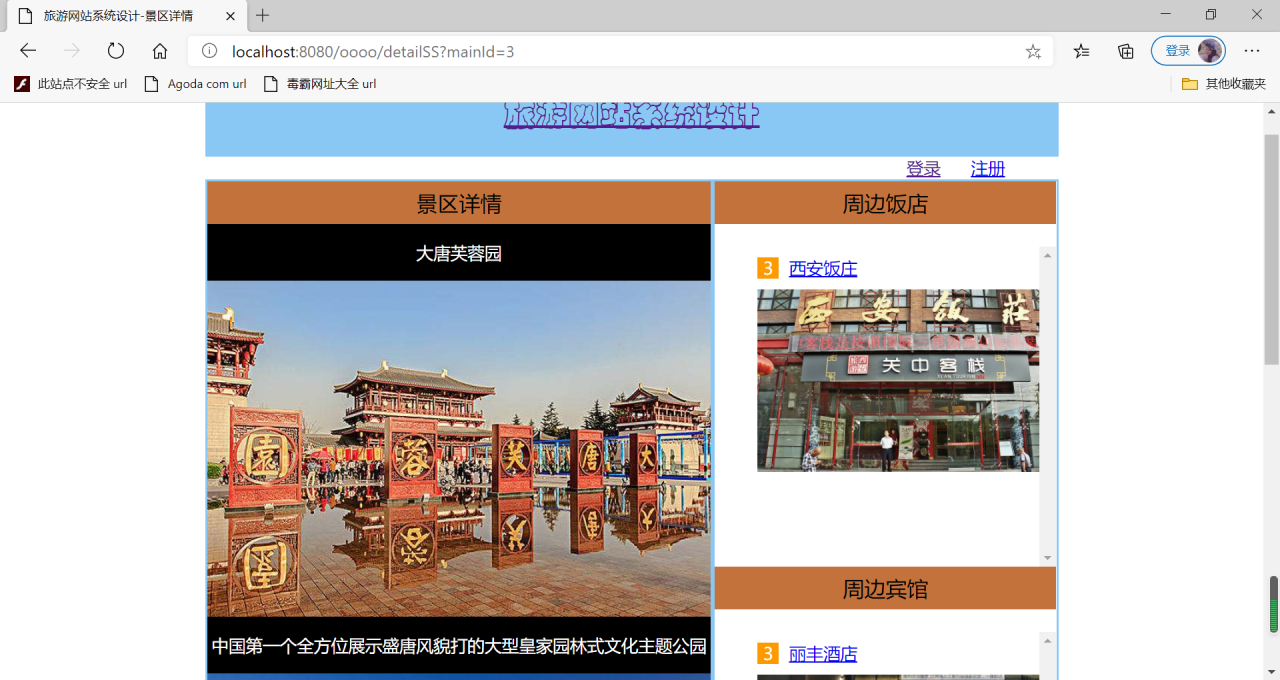 旅游网站系统设计-景区详情
localhost:8080/oooo/detailSS?mainId=3
登录
此站点不安全 url
Agoda com url
毒霸网址大全 url
其他收藏夹
旅游网站系统设计
登录 注册
景区详情
大唐芙蓉园
園 蓉 芙 唐 大
中国第一个全方位展示盛唐风貌打的大型皇家园林式文化主题公园
周边饭店
3 西安饭庄
西安飯莊
关中客栈
周边宾馆
3 丽丰酒店